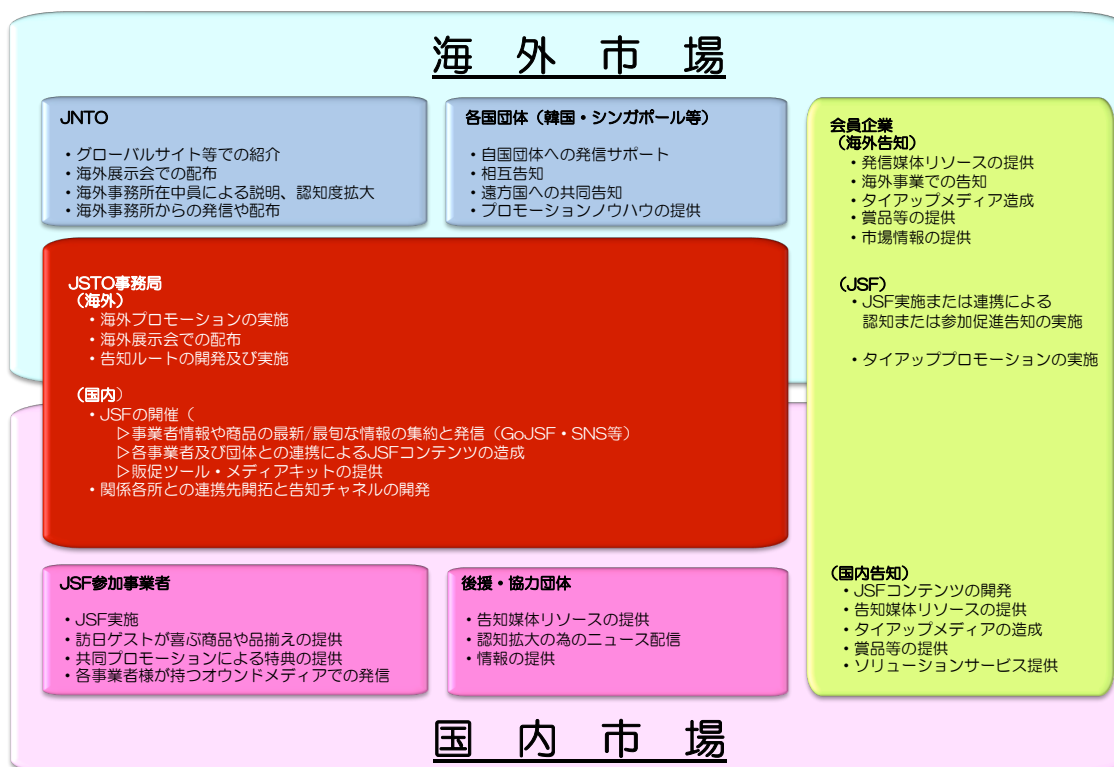 海 外 市 場
JNTO
・グローバルサイト等での紹介
・海外展示会での配布
・海外事務所在中員による説明、認知度拡大
・海外事務所からの発信や配布
各国団体（韓国・シンガポール等）
・自国団体への発信サポート
・相互告知
・遠方国への共同告知
・プロモーションノウハウの提供
会員企業
（海外告知）
・発信媒体リソースの提供
・海外事業での告知
・タイアップメディア造成
・賞品等の提供
・市場情報の提供
（JSF）
・JSF実施または連携による
認知または参加促進告知の実施
・タイアッププロモーションの実施
（国内告知）
・JSFコンテンツの開発
・告知媒体リソースの提供
・タイアップメディアの造成
・賞品等の提供
・ソリューションサービス提供
JSTO事務局
（海外）
・海外プロモーションの実施
・海外展示会での配布
・告知ルートの開発及び実施
（国内）
・JSFの開催（
▷事業者情報や商品の最新/最旬な情報の集約と発信（GoJSF・SNS等）
▷各事業者及び団体との連携によるJSFコンテンツの造成
▷販促ツール・メディアキットの提供
・関係各所との連携先開拓と告知チャネルの開発
JSF参加事業者
・JSF実施
・訪日ゲストが喜ぶ商品や品揃えの提供
・共同プロモーションによる特典の提供
・各事業者様が持つオウンドメディアでの発信
後援・協力団体
・告知媒体リソースの提供
・認知拡大の為のニュース配信
・情報の提供
国 内 市 場